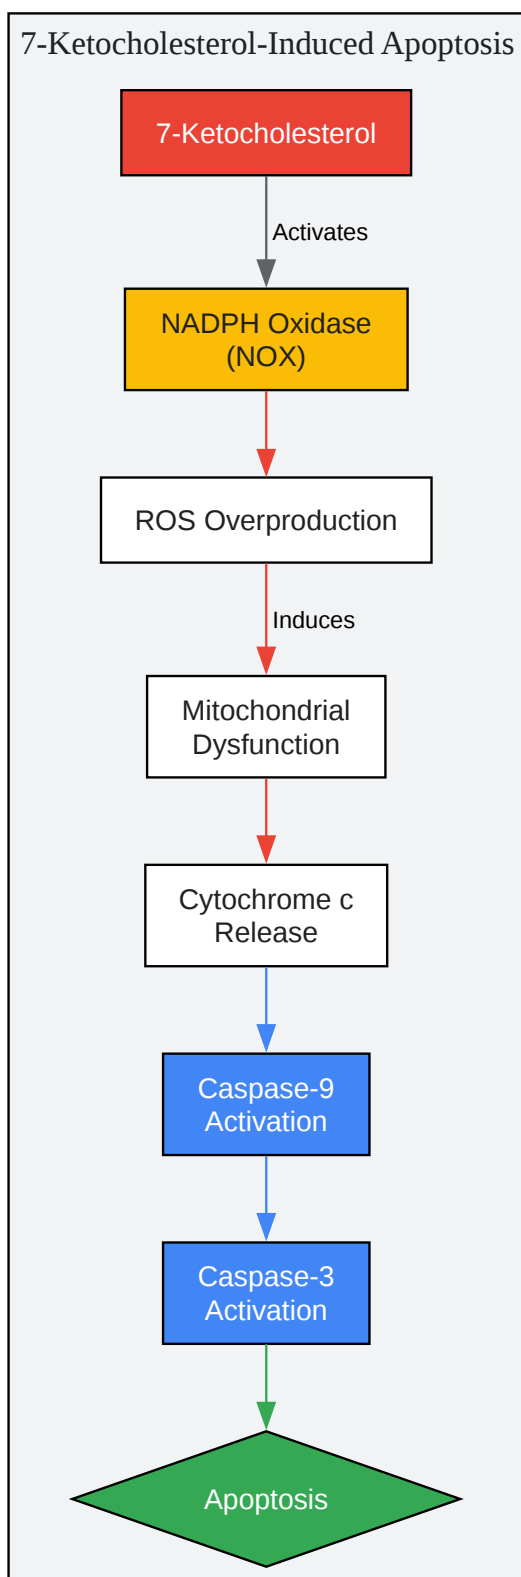 7-Ketocholesterol-Induced Apoptosis
7-Ketocholesterol
Activates
NADPH Oxidase
(NOX)
ROS Overproduction
Induces
Mitochondrial
Dysfunction
Cytochrome c
Release
Caspase-9
Activation
Caspase-3
Activation
Apoptosis